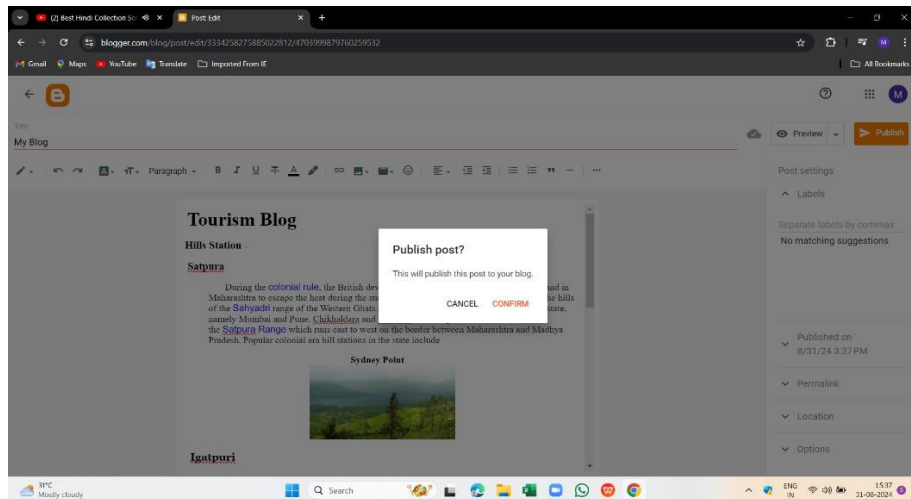 (2) Best Hindi Collection So
Post: Edit
blogger.com/blog/post/edit/3334258275885022812/4703999879760259532
Gmail Maps YouTube Translate Imported From IE
All Bookmarks
M
Title
My Blog
Preview
Publish
Paragraph
B I U A
Post settings
Labels
Separate labels by commas
No matching suggestions
Published on
8/31/24 3:37 PM
Permalink
Location
Options
Tourism Blog
Hills Station -
Satpura
During the colonial rule, the British dev
Maharashtra to escape the heat during the
of the Sahyadri range of the Western Ghats
namely Mumbai and Pune. Chikhaldara and
the Satpura Range which runs east to west on the border between Maharashtra and Madhya
Pradesh. Popular colonial era hill stations in the state include
Sydney Point
Igatpuri
Publish post?
This will publish this post to your blog.
CANCEL CONFIRM
31°C
Mostly cloudy
Search
ENG
IN
15:37
31-08-2024